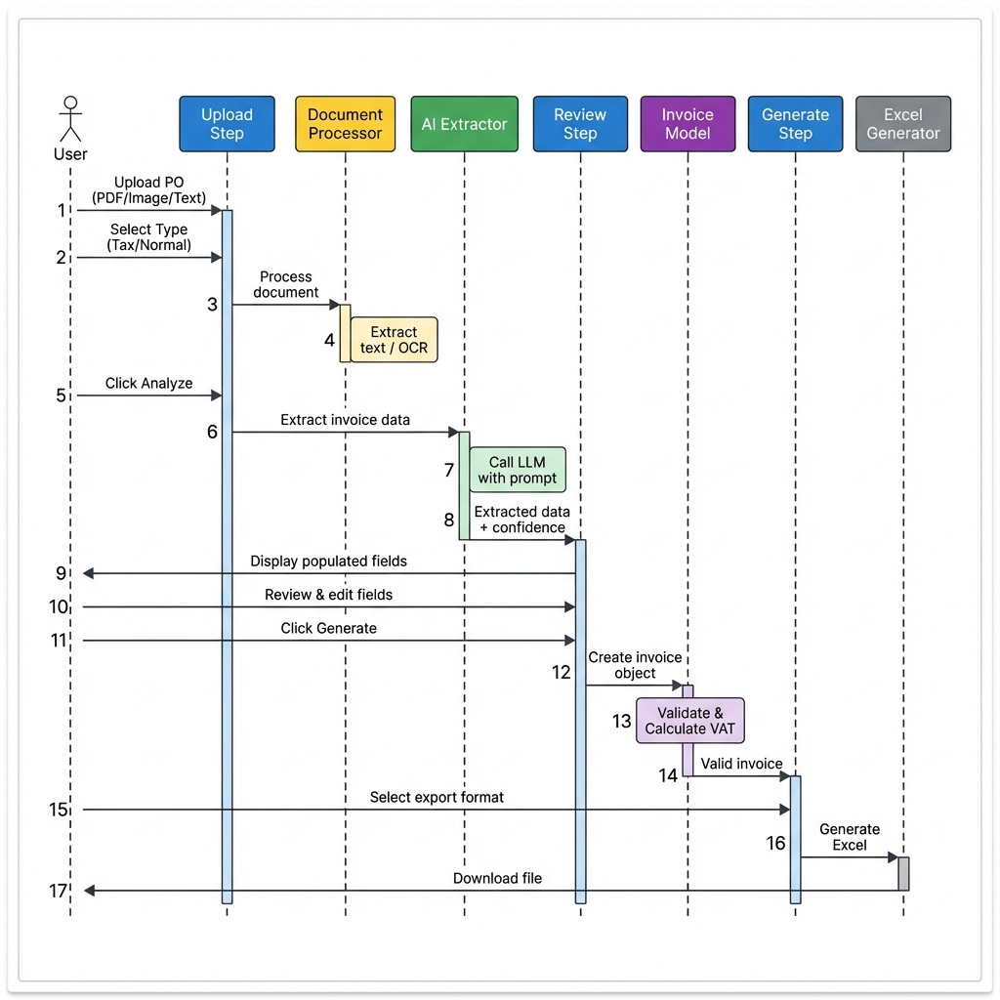 Upload
Step
Document
Processor
AI Extractor
Review
Step
Invoice
Model
Generate
Step
Excel
Generator
User
Upload PO
(PDF/Image/Text)
1
Select Type
(Tax/Normal)
2
Process
document
3
4
Extract
text / OCR
Click Analyze
5
Extract invoice data
6
7
Call LLM
with prompt
8
Extracted data
+ confidence
Display populated fields
9
Review & edit fields
10
Click Generate
11
Create invoice
object
12
13
Validate &
Calculate VAT
14
Valid invoice
Select export format
15
16
Generate
Excel
Download file
17